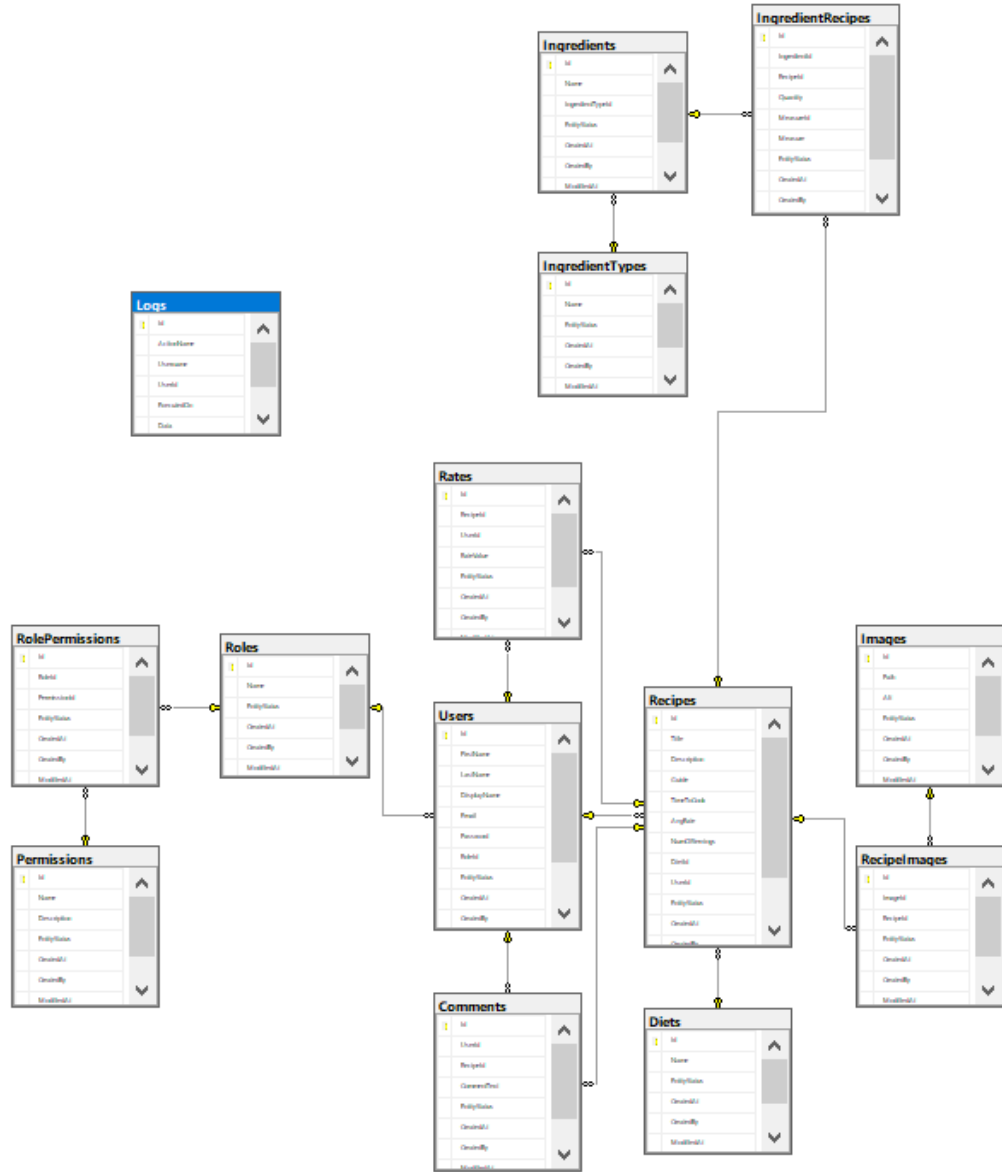 IngredientRecipes
Id
IngredientId
RecipeId
Quantity
MeasureId
Measure
EntityStatus
CreatedAt
CreatedBy
Ingredients
Id
Name
IngredientTypeId
EntityStatus
CreatedAt
CreatedBy
ModifiedAt
IngredientTypes
Id
Name
EntityStatus
CreatedAt
CreatedBy
ModifiedAt
Logs
Id
ActionName
Username
UserId
ExecutedOn
Data
Rates
Id
RecipeId
UserId
RateValue
EntityStatus
CreatedAt
CreatedBy
RolePermissions
Id
RoleId
PermissionId
EntityStatus
CreatedAt
CreatedBy
ModifiedAt
Roles
Id
Name
EntityStatus
CreatedAt
CreatedBy
ModifiedAt
Images
Id
Path
Alt
EntityStatus
CreatedAt
CreatedBy
ModifiedAt
Users
Id
FirstName
LastName
DisplayName
Email
Password
RoleId
EntityStatus
CreatedAt
CreatedBy
Recipes
Id
Title
Description
Guide
TimeToCook
AvgRate
NumOfServings
DietId
UserId
EntityStatus
CreatedAt
CreatedBy
Permissions
Id
Name
Description
EntityStatus
CreatedAt
CreatedBy
ModifiedAt
RecipeImages
Id
ImageId
RecipeId
EntityStatus
CreatedAt
CreatedBy
ModifiedAt
Comments
Id
UserId
RecipeId
CommentText
EntityStatus
CreatedAt
CreatedBy
ModifiedAt
Diets
Id
Name
EntityStatus
CreatedAt
CreatedBy
ModifiedAt